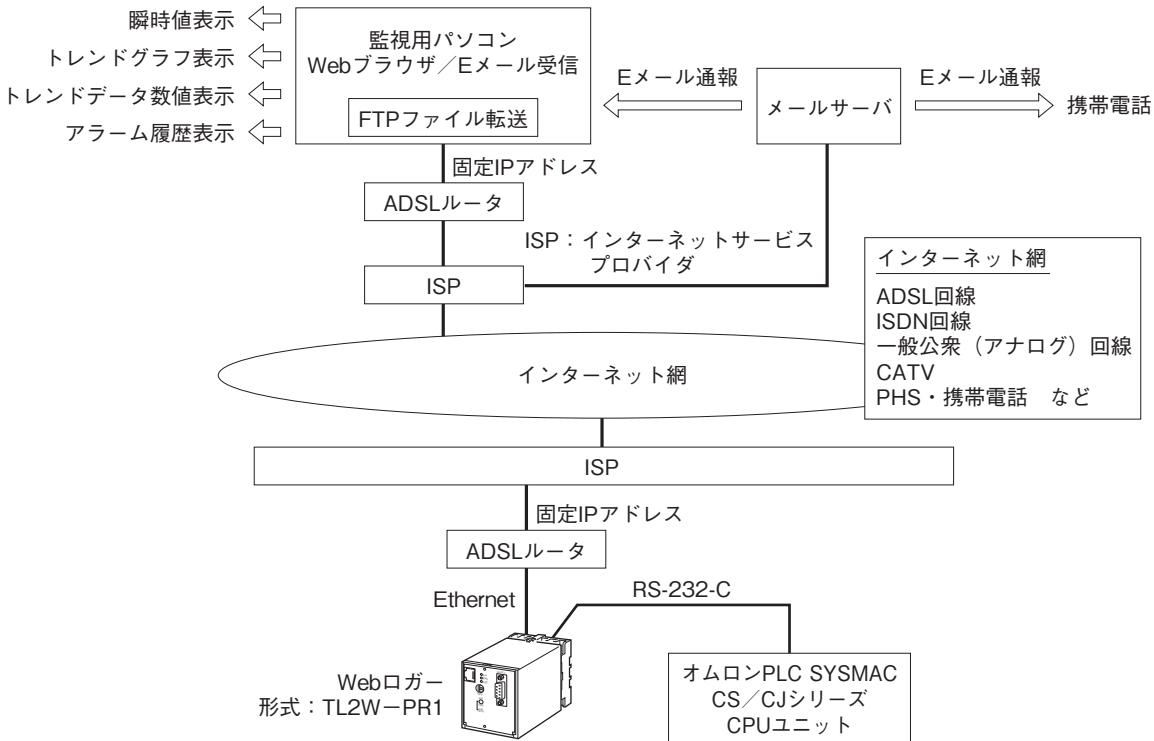 瞬時値表示
トレンドグラフ表示
トレンドデータ数値表示
アラーム履歴表示
監視用パソコン
Webブラウザ／Eメール受信
FTPファイル転送
Eメール通報
メールサーバ
Eメール通報
携帯電話
固定IPアドレス
ADSLルータ
ISP：インターネットサービス
プロバイダ
ISP
インターネット網
ADSL回線
ISDN回線
一般公衆（アナログ）回線
CATV
PHS・携帯電話　など
インターネット網
ISP
固定IPアドレス
ADSLルータ
Ethernet
RS-232-C
Webロガー
形式：TL2W－PR1
オムロンPLC SYSMAC
CS／CJシリーズ
CPUユニット